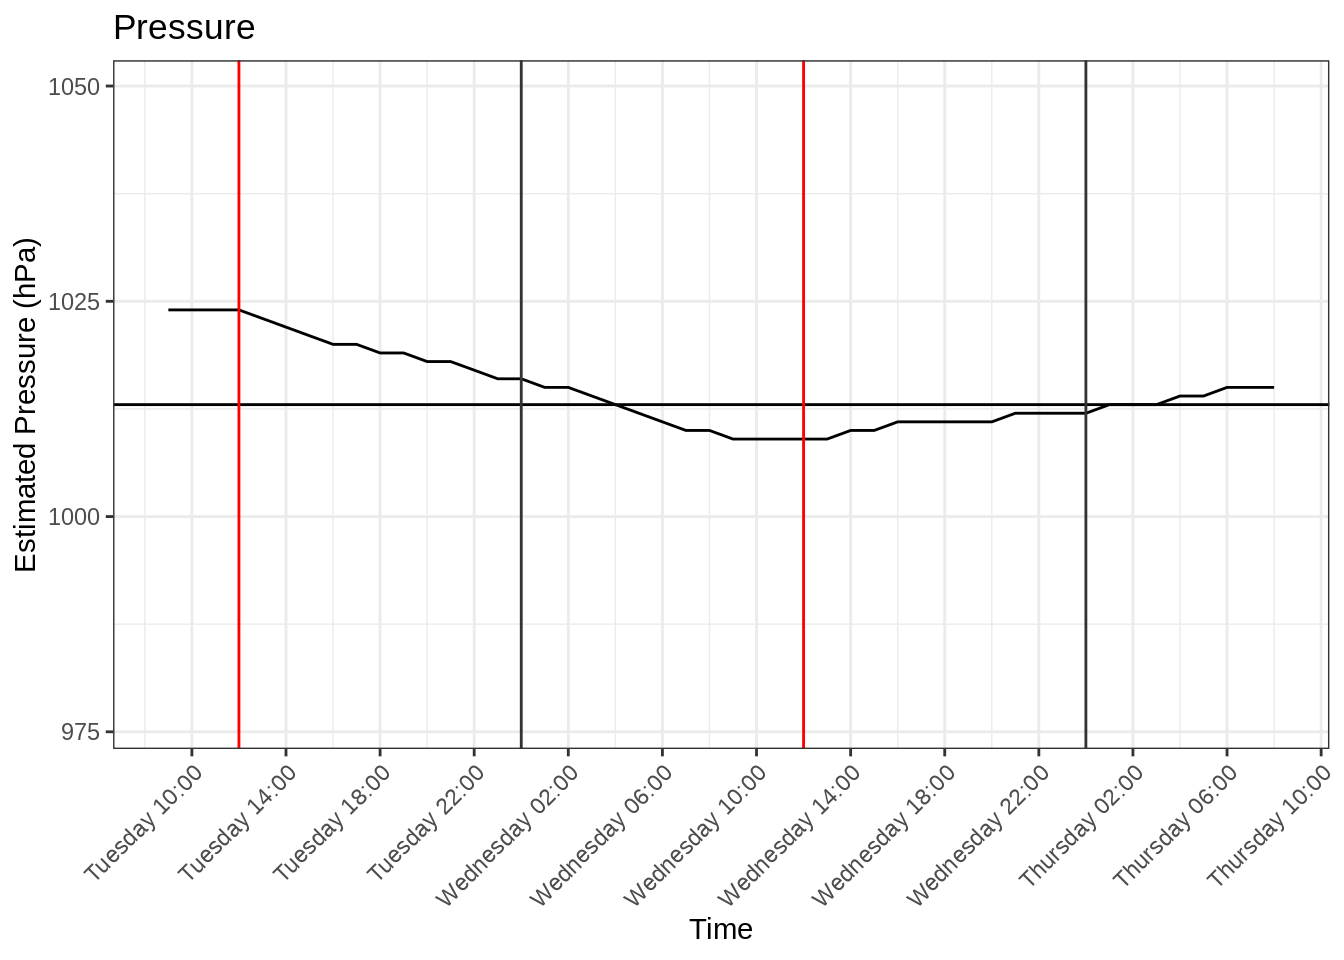 Pressure
Estimated Pressure (hPa)
1050
1025
1000
975
Tuesday 10:00
Tuesday 14:00
Tuesday 18:00
Tuesday 22:00
Wednesday 02:00
Wednesday 06:00
Wednesday 10:00
Wednesday 14:00
Wednesday 18:00
Wednesday 22:00
Thursday 02:00
Thursday 06:00
Thursday 10:00
Time